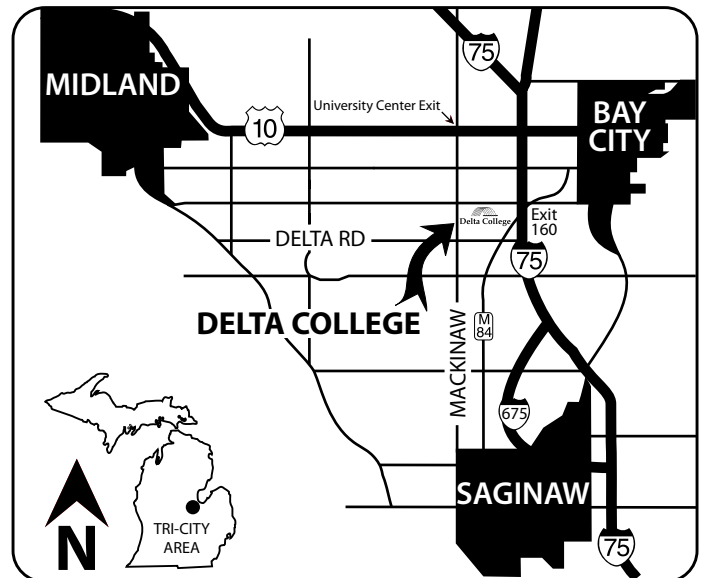 75
MIDLAND
BAY
CITY
University Center Exit
10
Delta College
Exit
160
DELTA RD
75
DELTA COLLEGE
M
84
MACKINAW
675
SAGINAW
TRI-CITY
AREA
N
75